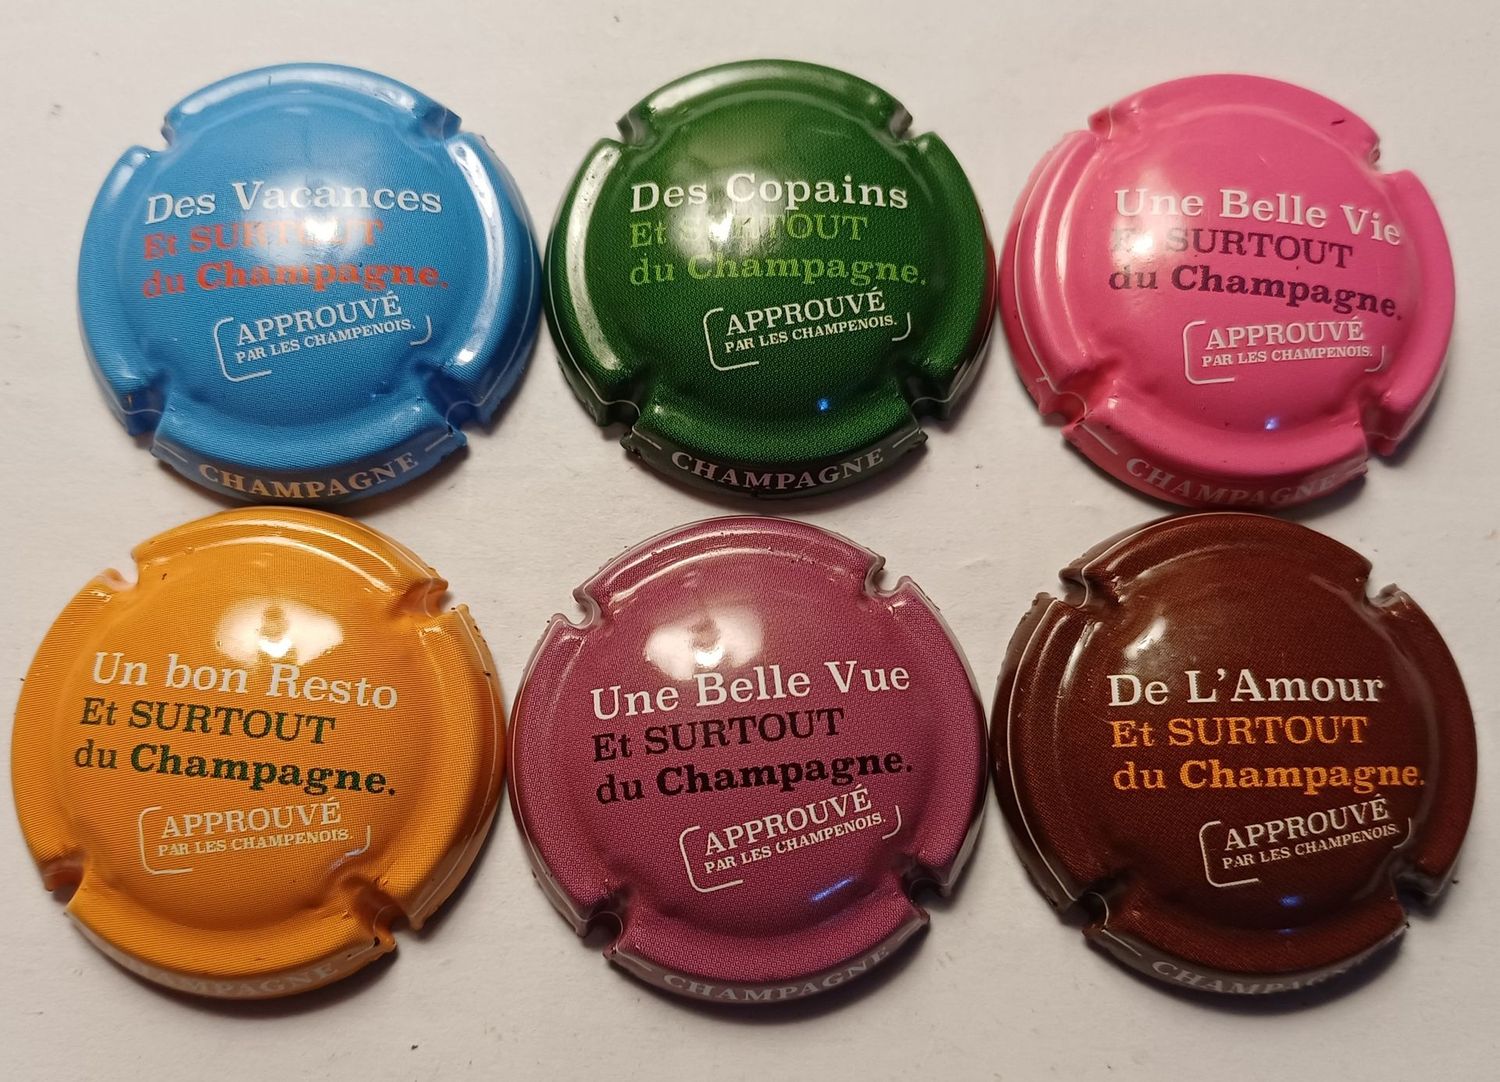 Des Vacances
Et SURTOUT
du Champagne.
APPROUVÉ
PAR LES CHAMPENOIS.
CHAMPAGNE
Des Copains
Et SURTOUT
du Champagne.
APPROUVÉ
PAR LES CHAMPENOIS.
CHAMPAGNE
Une Belle Vie
Et SURTOUT
du Champagne.
APPROUVÉ
PAR LES CHAMPENOIS.
CHAMPAGNE
Un bon Resto
Et SURTOUT
du Champagne.
APPROUVÉ
PAR LES CHAMPENOIS.
CHAMPAGNE
Une Belle Vue
Et SURTOUT
du Champagne.
APPROUVÉ
PAR LES CHAMPENOIS.
CHAMPAGNE
De L'Amour
Et SURTOUT
du Champagne.
APPROUVÉ
PAR LES CHAMPENOIS.
CHAMPAGNE